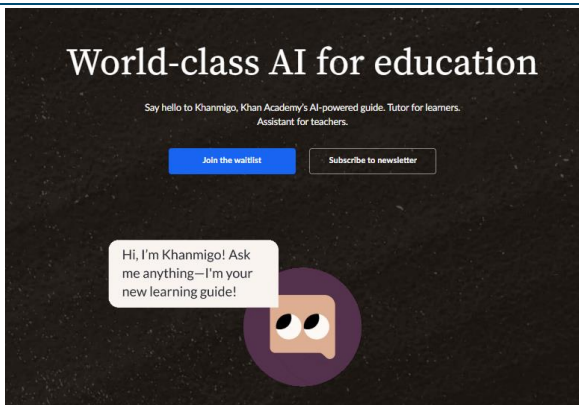 World-class AI for education
Say hello to Khanmigo, Khan Academy's AI-powered guide. Tutor for learners.
Assistant for teachers.
Join the waitlist
Subscribe to newsletter
Hi, I'm Khanmigo! Ask
me anything—I'm your
new learning guide!